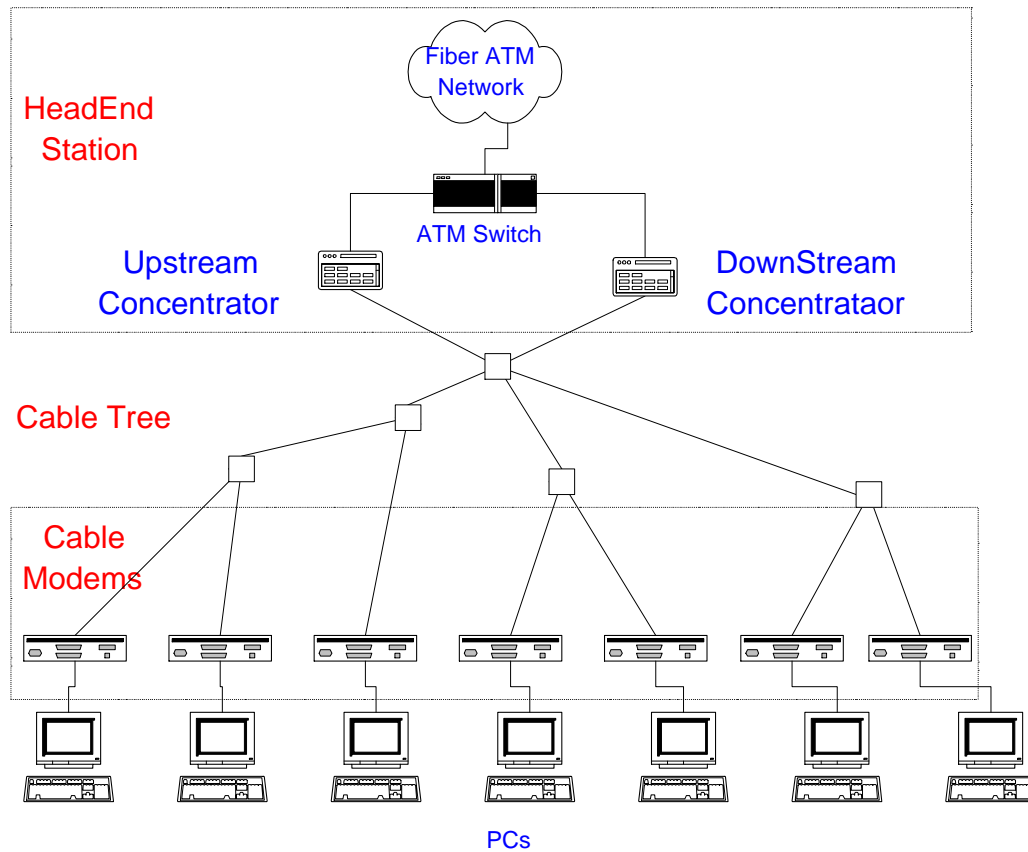 Fiber ATM
Network
HeadEnd
Station
ATM Switch
Upstream
Concentrator
DownStream
Concentrataor
Cable Tree
Cable
Modems
PCs